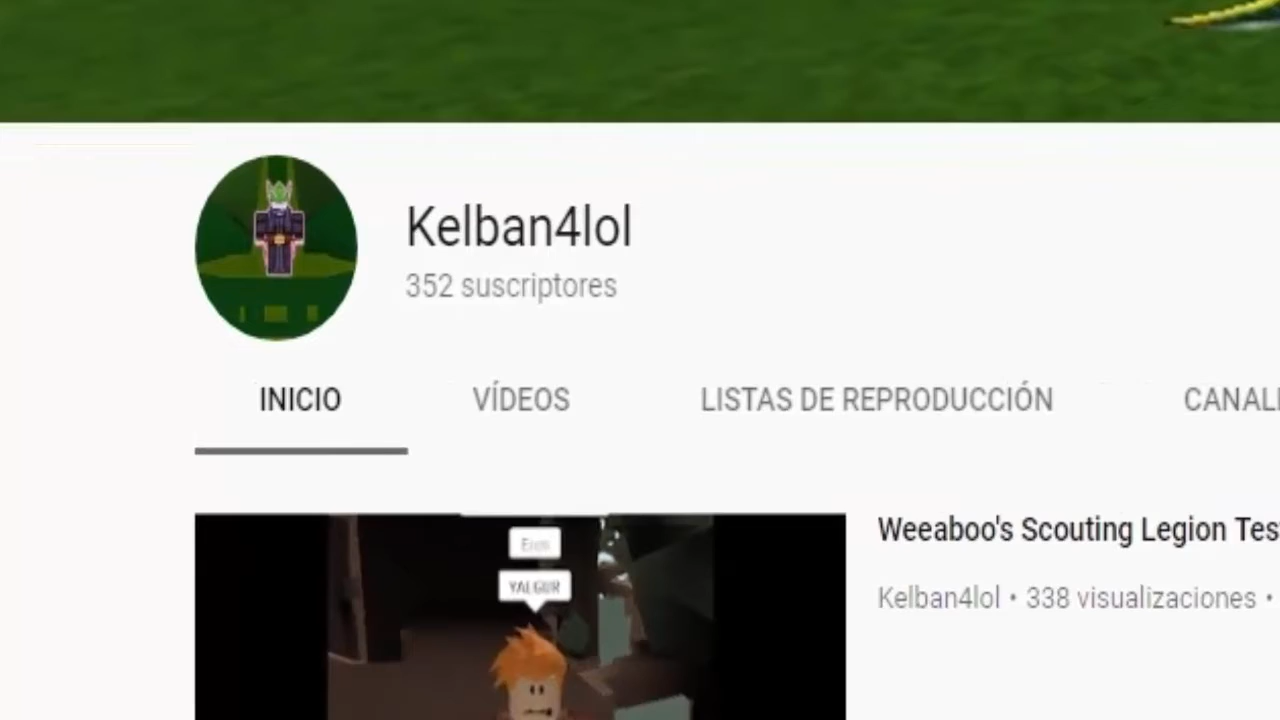 Kelban4lol
352 suscriptores
INICIO VÍDEOS LISTAS DE REPRODUCCIÓN CANAL
Weeaboo's Scouting Legion Tes
Kelban4lol • 338 visualizaciones •
YALGUR